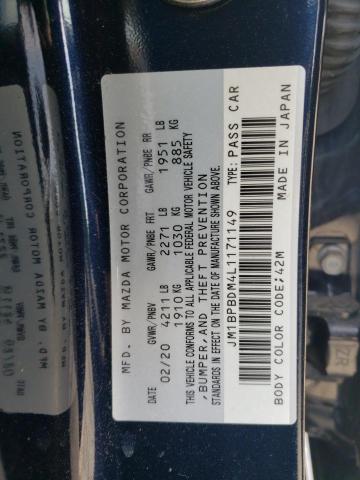 MFD. BY MAZDA MOTOR CORPORATION
GVWR/PNBV GAWR/PNBE FRT GAWR/PNBE RR
02/20 4211 LB 2271 LB 1951 LB
1910 KG 1030 KG 885 KG
THIS VEHICLE CONFORMS TO ALL APPLICABLE FEDERAL MOTOR VEHICLE SAFETY
,BUMPER,AND THEFT PREVENTION
STANDARDS IN EFFECT ON THE DATE OF MANUFACTURE SHOWN ABOVE.
JM1BPBDM4L1171149 TYPE: PASS CAR
BODY COLOR CODE:42M MADE IN JAPAN